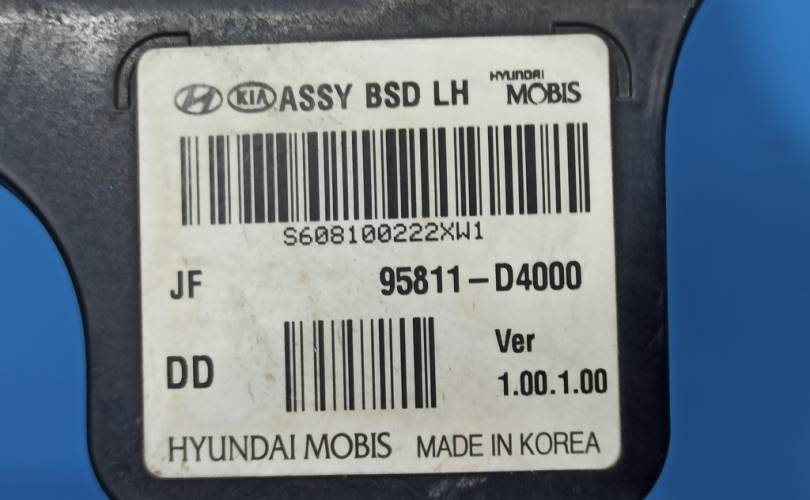 KIA ASSY BSD LH HYUNDAI MOBIS
S608100222XW1
JF 95811-D4000
DD Ver 1.00.1.00
HYUNDAI MOBIS MADE IN KOREA